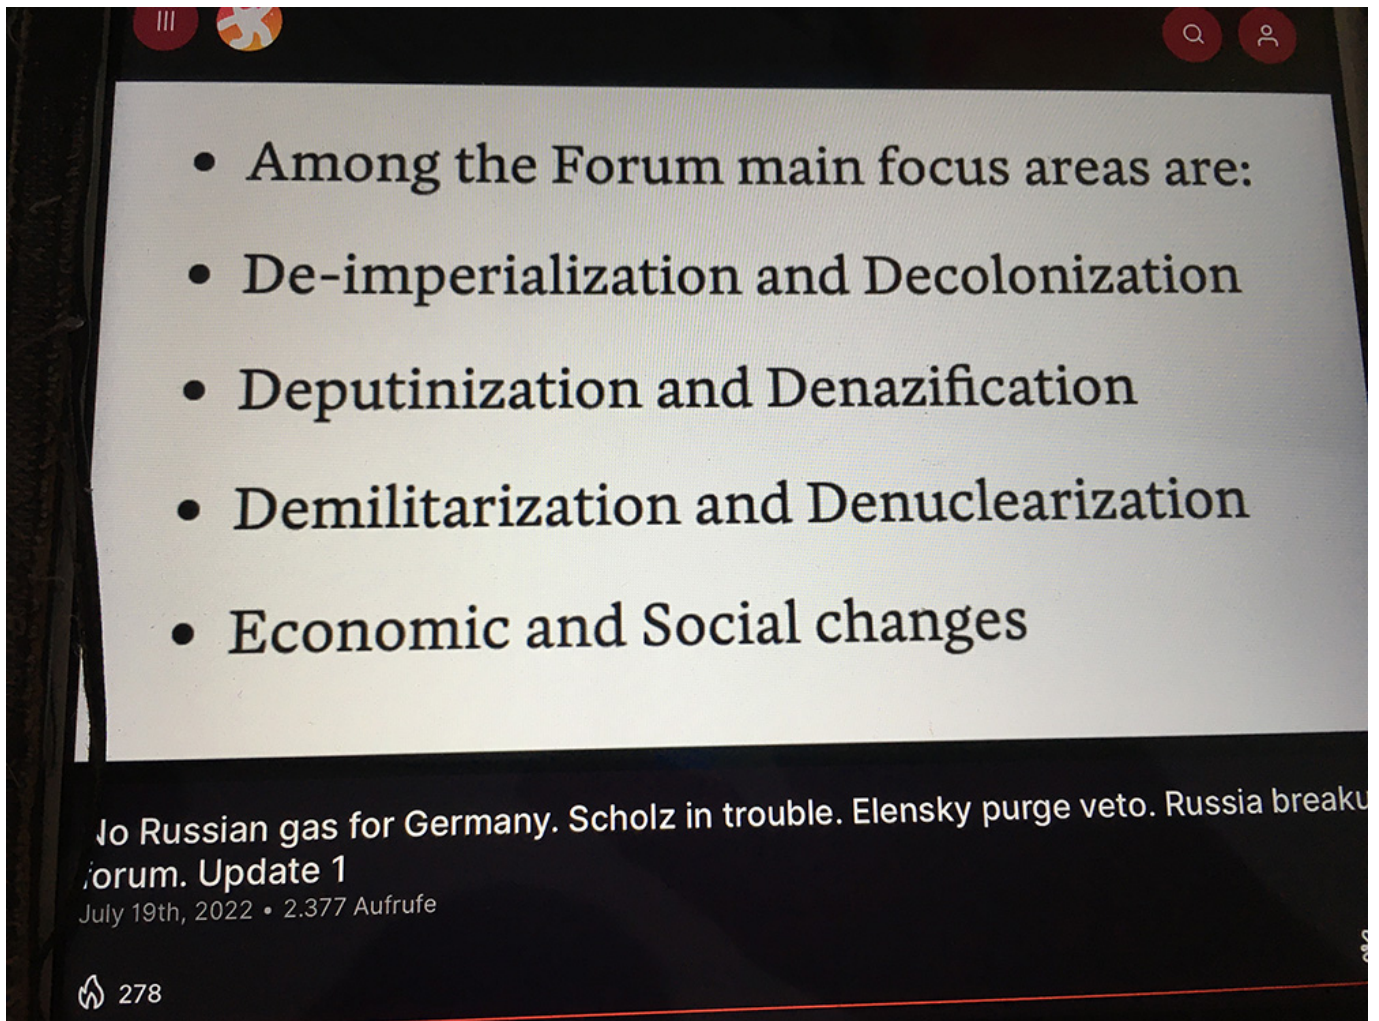 • Among the Forum main focus areas are:
• De-imperialization and Decolonization
• Deputinization and Denazification
• Demilitarization and Denuclearization
• Economic and Social changes
No Russian gas for Germany. Scholz in trouble. Elensky purge veto. Russia breaku
forum. Update 1
July 19th, 2022 • 2.377 Aufrufe
278